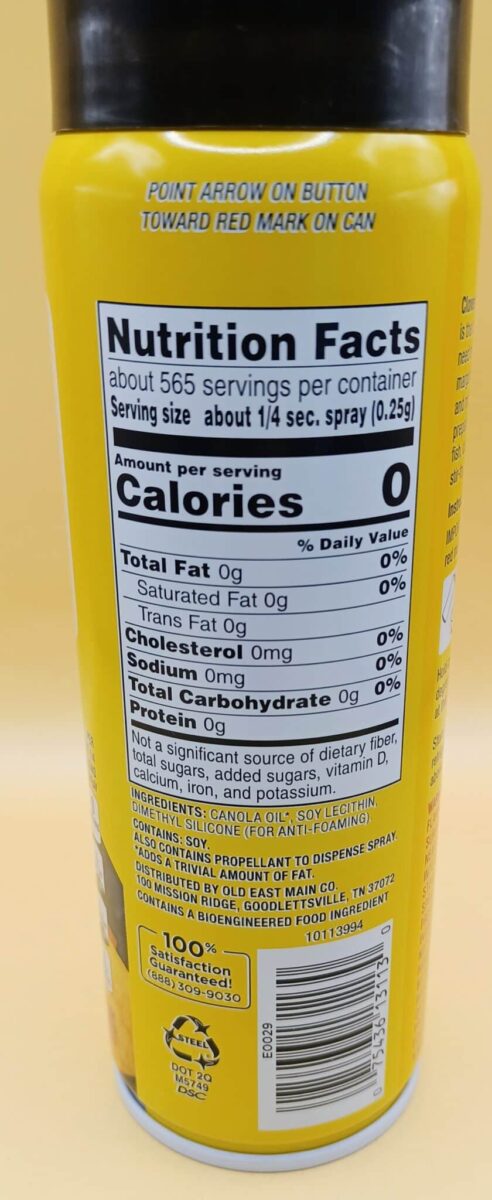 POINT ARROW ON BUTTON
TOWARD RED MARK ON CAN
Nutrition Facts
about 565 servings per container
Serving size about 1/4 sec. spray (0.25g)
Amount per serving
Calories 0
% Daily Value
Total Fat 0g 0%
Saturated Fat 0g 0%
Trans Fat 0g
Cholesterol 0mg 0%
Sodium 0mg 0%
Total Carbohydrate 0g 0%
Protein 0g
Not a significant source of dietary fiber,
total sugars, added sugars, vitamin D,
calcium, iron, and potassium.
INGREDIENTS: CANOLA OIL*, SOY LECITHIN,
DIMETHYL SILICONE (FOR ANTI-FOAMING).
CONTAINS: SOY.
ALSO CONTAINS PROPELLANT TO DISPENSE SPRAY.
*ADDS A TRIVIAL AMOUNT OF FAT.
DISTRIBUTED BY OLD EAST MAIN CO.
100 MISSION RIDGE, GOODLETTSVILLE, TN 37072
CONTAINS A BIOENGINEERED FOOD INGREDIENT
10113994
100%
Satisfaction
Guaranteed!
(888) 309-9030
STEEL
DOT 2Q
M5749
DSC
E0029
0 75436 13113 0